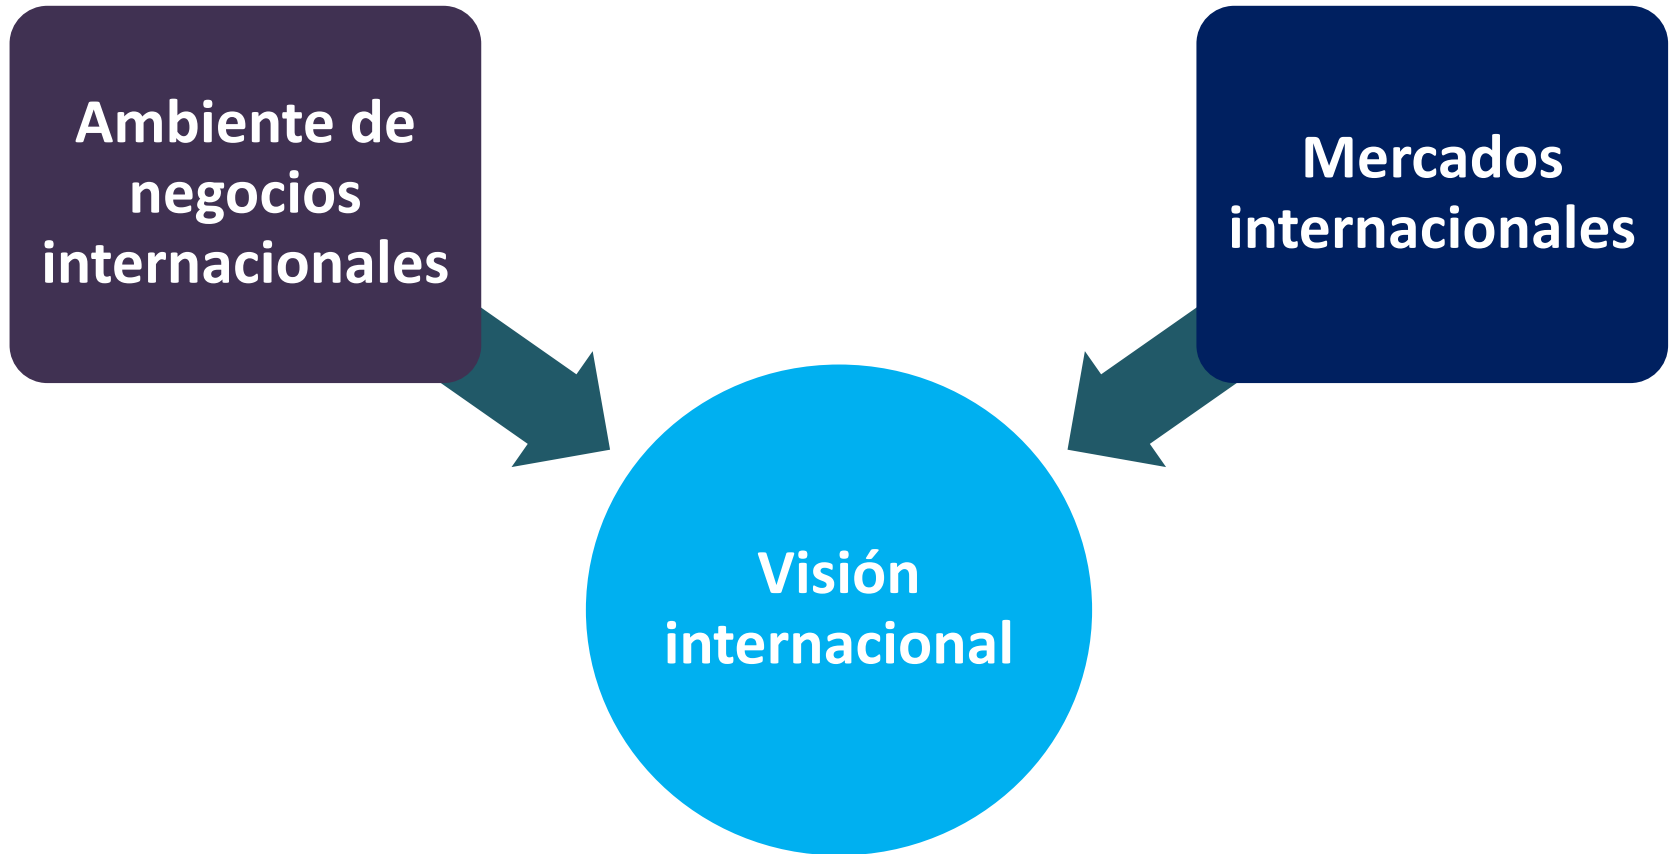 Ambiente de
negocios
internacionales
Mercados
internacionales
Visión
internacional